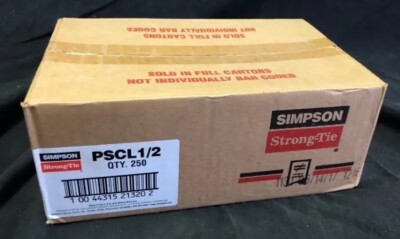 NOT INDIVIDUALLY BAR CODED
SOLD IN FULL CARTONS
SOLD IN FULL CARTONS
NOT INDIVIDUALLY BAR CODED
SIMPSON
Strong-Tie
SIMPSON
Strong-Tie
PSCL1/2
QTY. 250
1 00 44315 21320 2